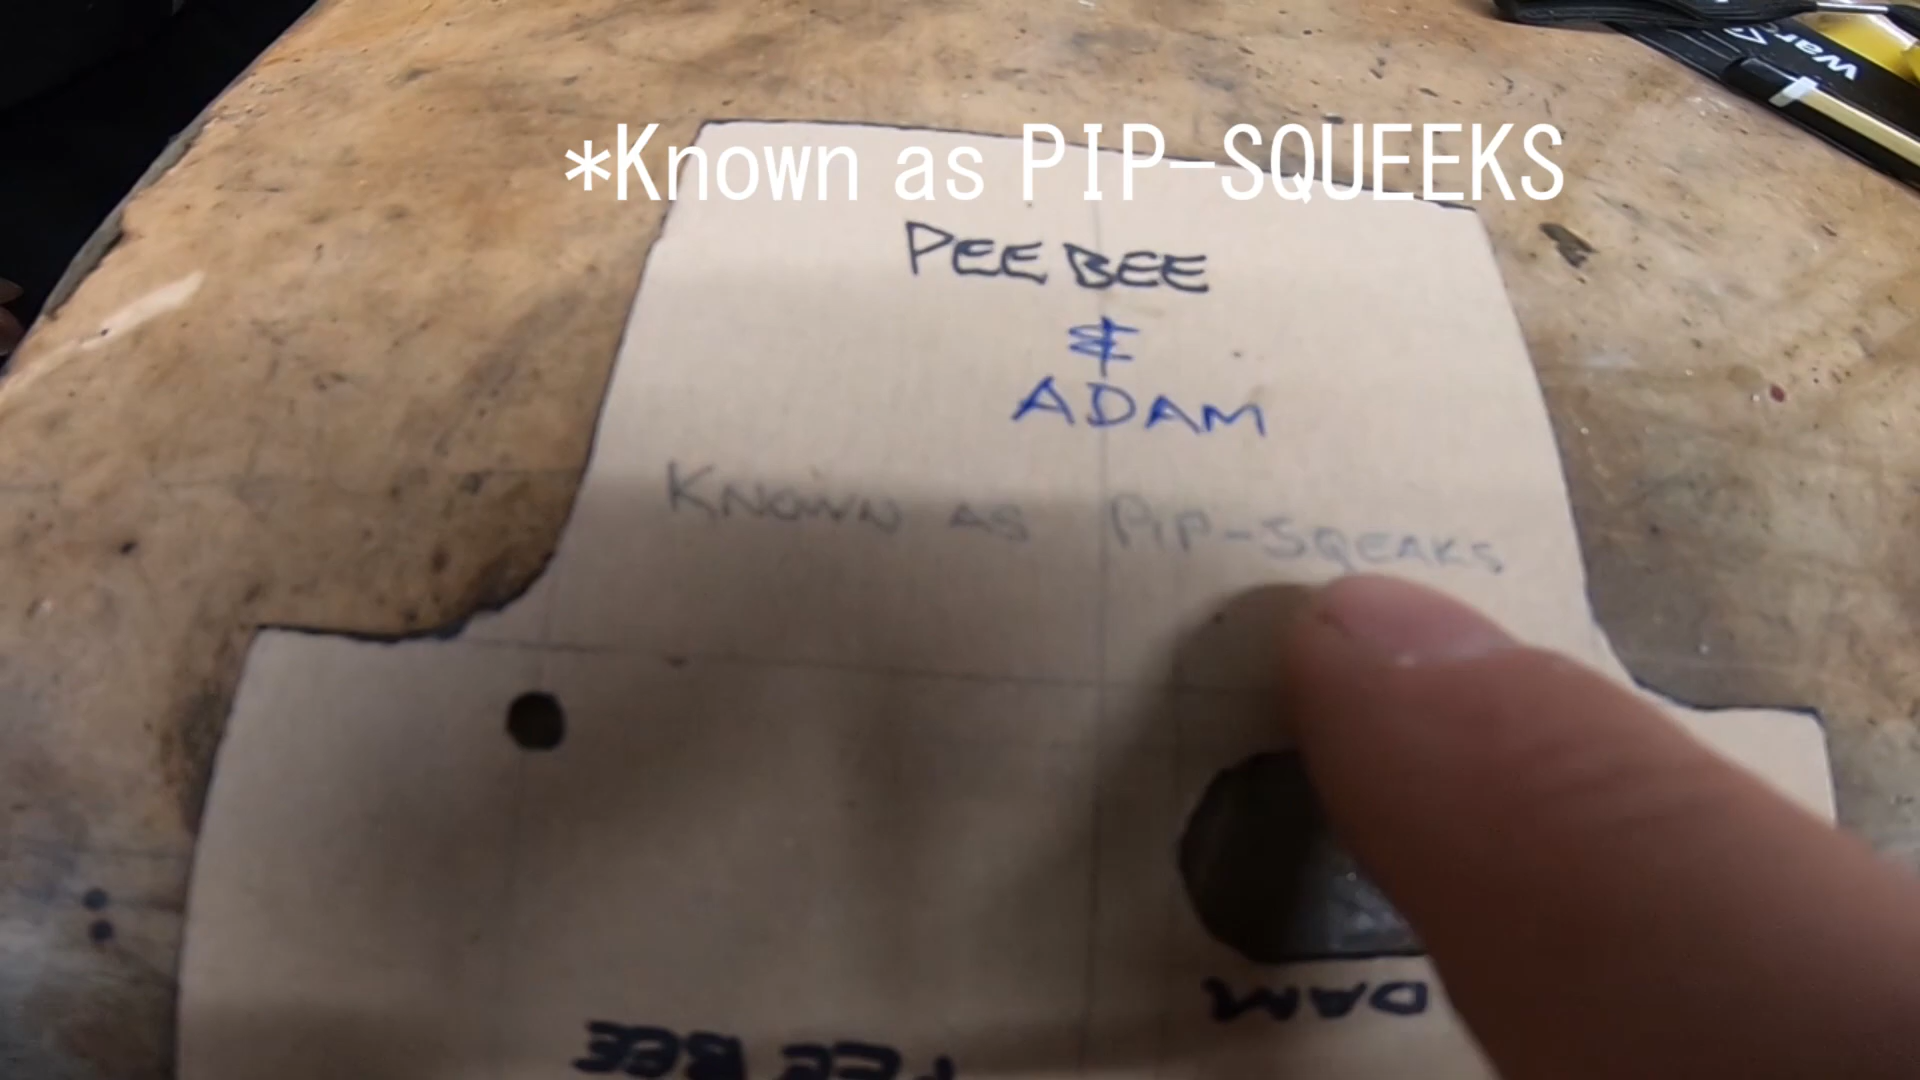 *Known as PIP-SQUEEKS
PEE BEE
&
ADAM
KNOWN AS PIP-SQEAKS
DAM
PEE BEE